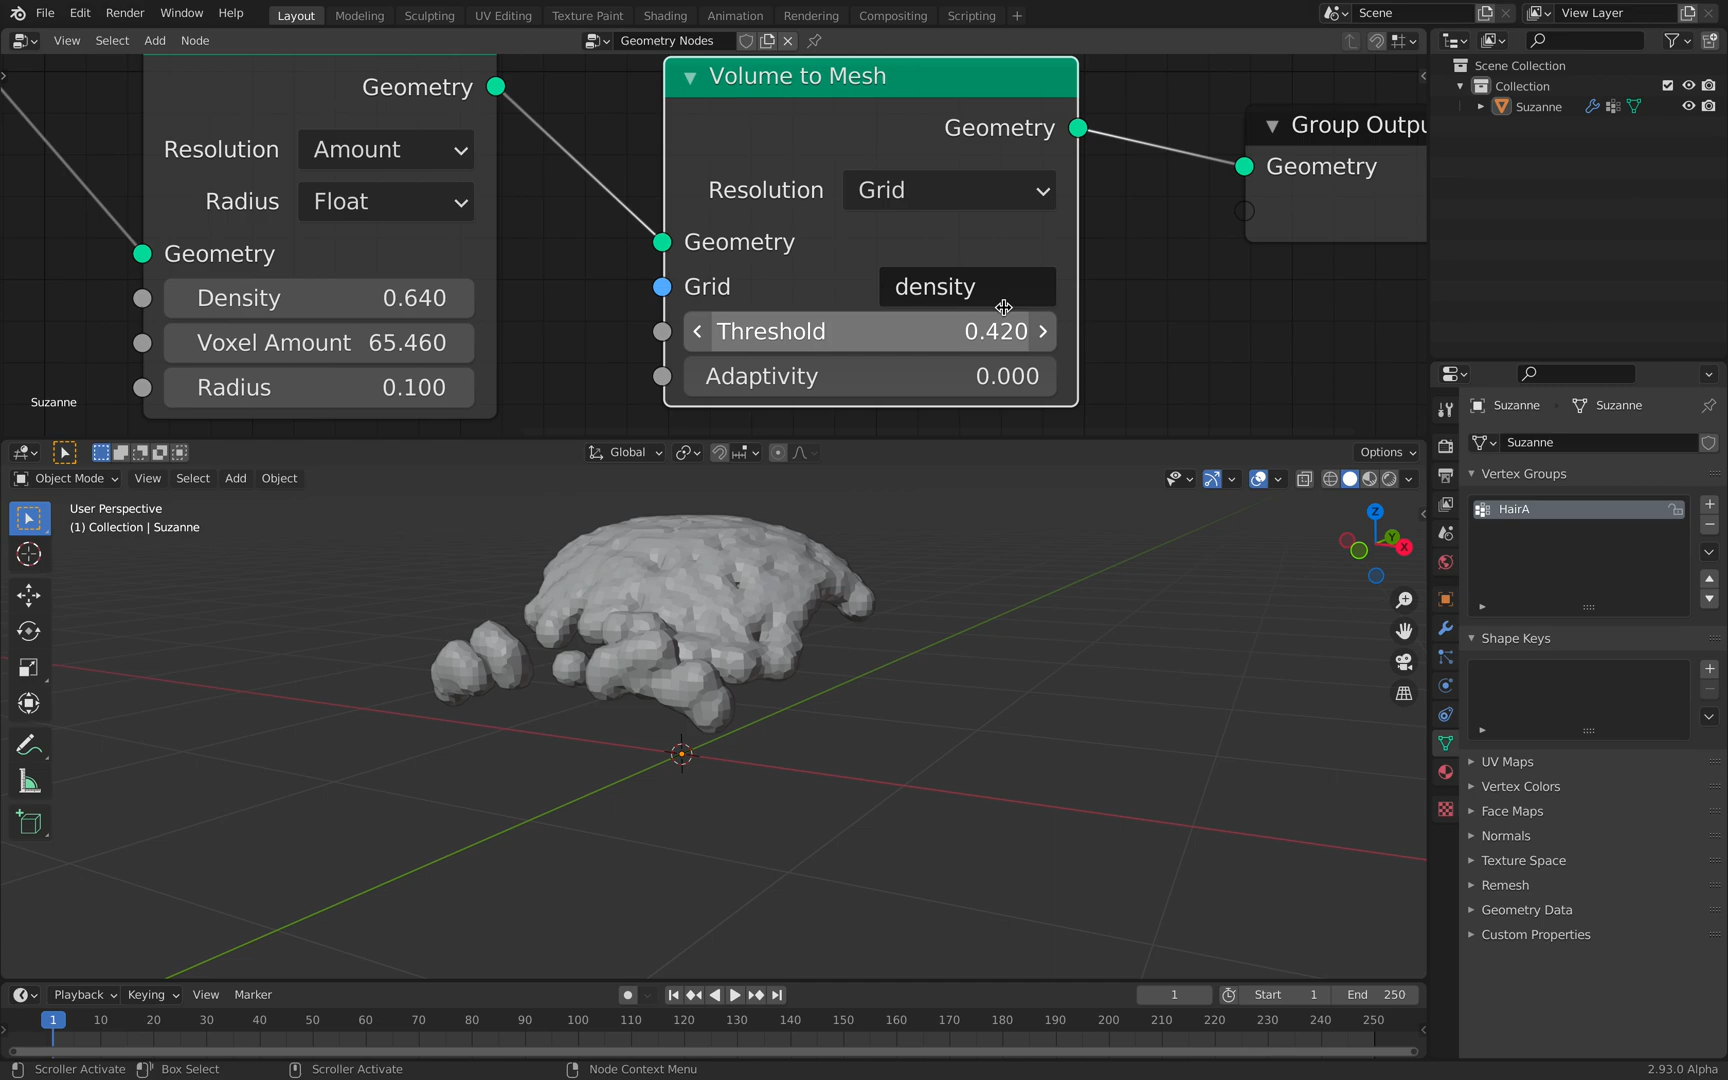 File Edit Render Window Help Layout Modeling Sculpting UV Editing Texture Paint Shading Animation Rendering Compositing Scripting + Scene View Layer
View Select Add Node Geometry Nodes
Geometry
Resolution Amount
Radius Float
Geometry
Density 0.640
Voxel Amount 65.460
Radius 0.100
Suzanne
Volume to Mesh
Geometry
Resolution Grid
Geometry
Grid density
Threshold 0.420
Adaptivity 0.000
Group Outpu
Geometry
Scene Collection
Collection
Suzanne
Global Options
Object Mode View Select Add Object
User Perspective
(1) Collection | Suzanne
Z
Y
X
Suzanne Suzanne
Suzanne
Vertex Groups
HairA
Shape Keys
UV Maps
Vertex Colors
Face Maps
Normals
Texture Space
Remesh
Geometry Data
Custom Properties
Playback Keying View Marker 1 Start 1 End 250
1 10 20 30 40 50 60 70 80 90 100 110 120 130 140 150 160 170 180 190 200 210 220 230 240 250
Scroller Activate Box Select Scroller Activate Node Context Menu 2.93.0 Alpha